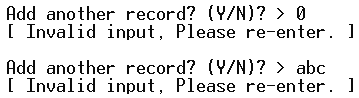 Add another record? (Y/N)? > 0
[ Invalid input, Please re-enter. ]
Add another record? (Y/N)? > abc
[ Invalid input, Please re-enter. ]